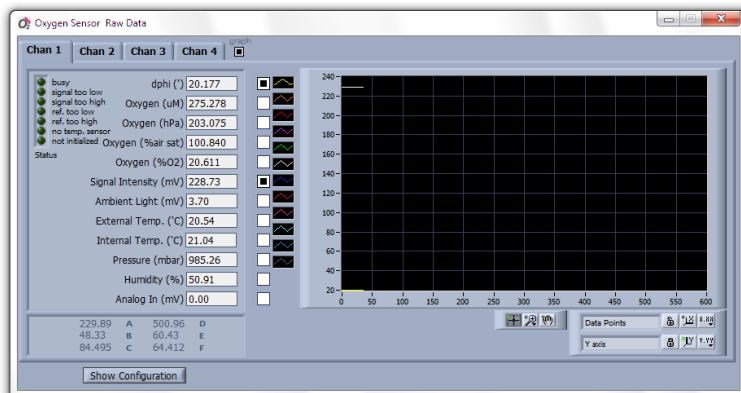 Oxygen Sensor Raw Data
Chan 1 Chan 2 Chan 3 Chan 4 graph
busy
signal too low
signal too high
ref. too low
ref. too high
no temp. sensor
not initialized
Status
dphi (°) 20.177
Oxygen (uM) 275.278
Oxygen (hPa) 203.075
Oxygen (%air sat) 100.840
Oxygen (%O2) 20.611
Signal Intensity (mV) 228.73
Ambient Light (mV) 3.70
External Temp. (°C) 20.54
Internal Temp. (°C) 21.04
Pressure (mbar) 985.26
Humidity (%) 50.91
Analog In (mV) 0.00
229.89 A 500.96 D
48.33 B 60.43 E
84.495 C 64.412 F
240
220
200
180
160
140
120
100
80
60
40
20
0 50 100 150 200 250 300 350 400 450 500 550 600
Data Points X X.XX
Y axis Y Y.YY
Show Configuration